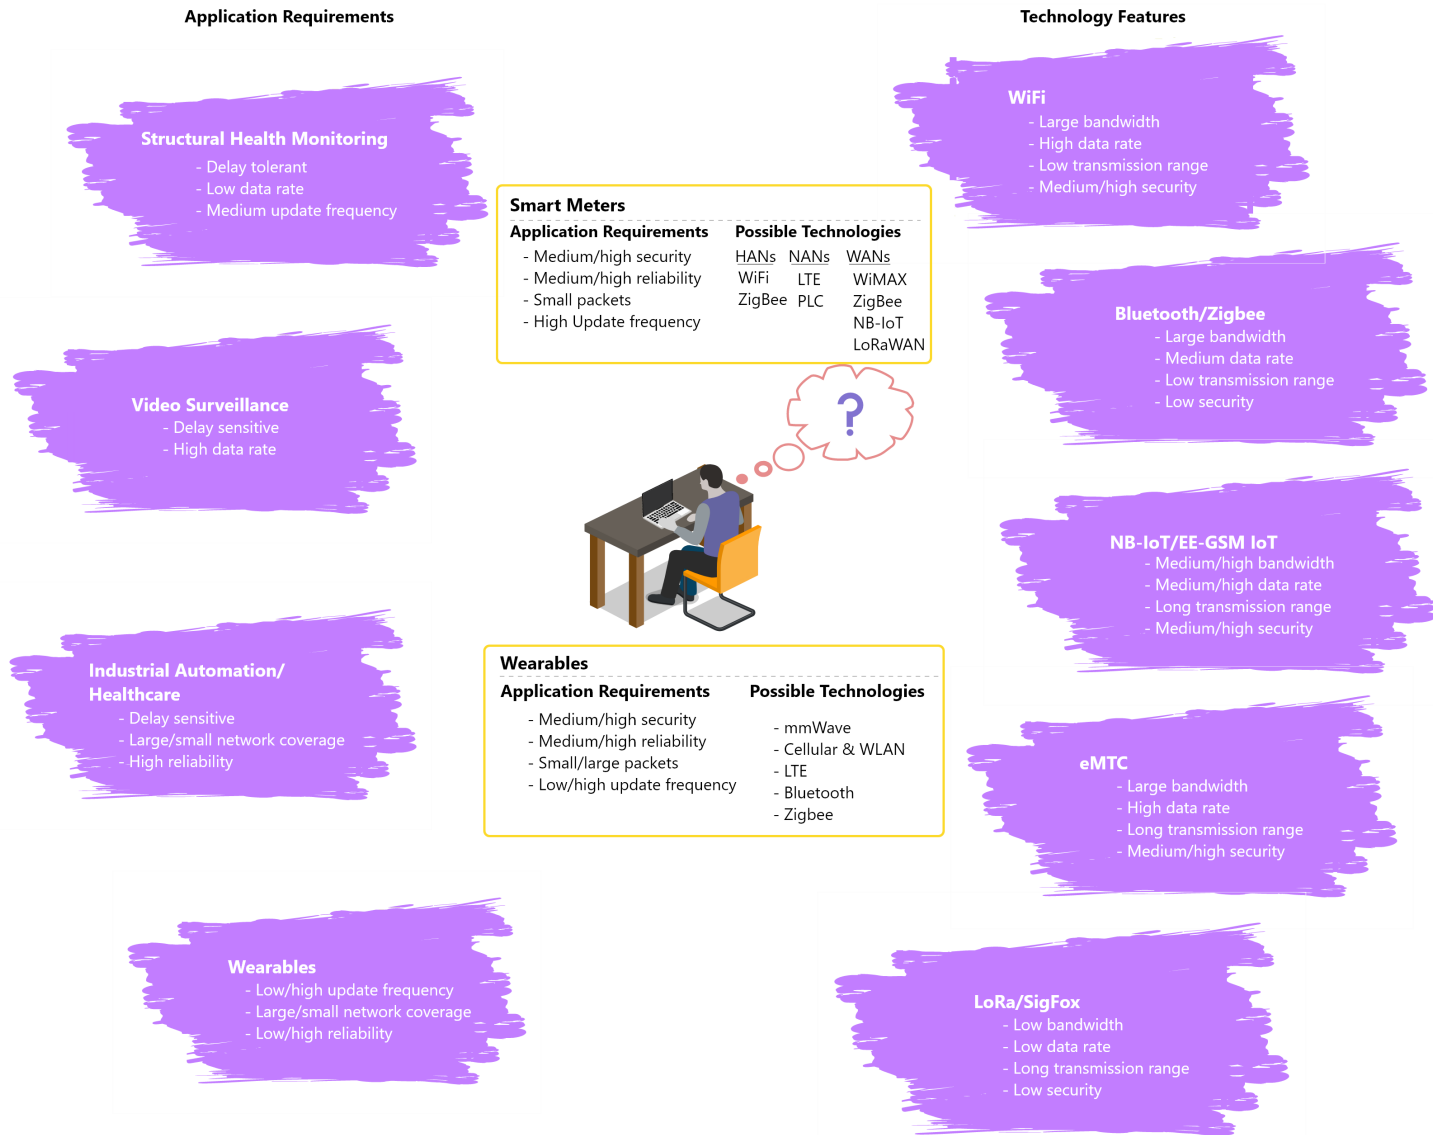 Application Requirements
Technology Features
Structural Health Monitoring
- Delay tolerant
- Low data rate
- Medium update frequency
Video Surveillance
- Delay sensitive
- High data rate
Industrial Automation/
Healthcare
- Delay sensitive
- Large/small network coverage
- High reliability
Wearables
- Low/high update frequency
- Large/small network coverage
- Low/high reliability
Smart Meters
Application Requirements
- Medium/high security
- Medium/high reliability
- Small packets
- High Update frequency
Possible Technologies
HANs NANs WANs
WiFi LTE WiMAX
ZigBee PLC ZigBee
NB-IoT
LoRaWAN
?
Wearables
Application Requirements
- Medium/high security
- Medium/high reliability
- Small/large packets
- Low/high update frequency
Possible Technologies
- mmWave
- Cellular & WLAN
- LTE
- Bluetooth
- Zigbee
WiFi
- Large bandwidth
- High data rate
- Low transmission range
- Medium/high security
Bluetooth/Zigbee
- Large bandwidth
- Medium data rate
- Low transmission range
- Low security
NB-IoT/EE-GSM IoT
- Medium/high bandwidth
- Medium/high data rate
- Long transmission range
- Medium/high security
eMTC
- Large bandwidth
- High data rate
- Long transmission range
- Medium/high security
LoRa/SigFox
- Low bandwidth
- Low data rate
- Long transmission range
- Low security